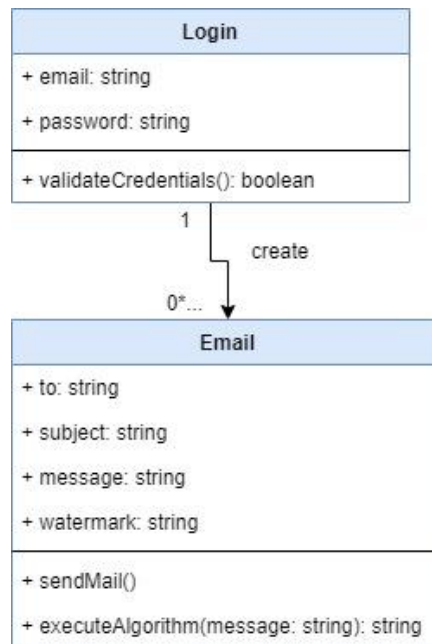 Login
+ email: string
+ password: string
+ validateCredentials(): boolean
1
create
0*...
Email
+ to: string
+ subject: string
+ message: string
+ watermark: string
+ sendMail()
+ executeAlgorithm(message: string): string